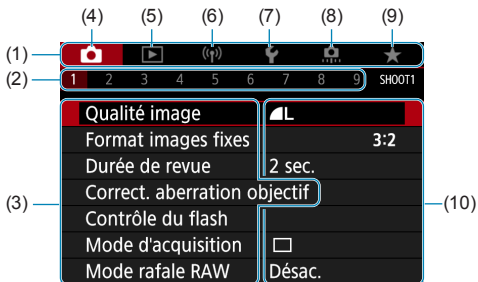 (4) (5) (6) (7) (8) (9)
(1)
(2) 1 2 3 4 5 6 7 8 9 SHOOT1
Qualité image L
Format images fixes 3:2
Durée de revue 2 sec.
(3) Correct. aberration objectif (10)
Contrôle du flash
Mode d'acquisition
Mode rafale RAW Désac.